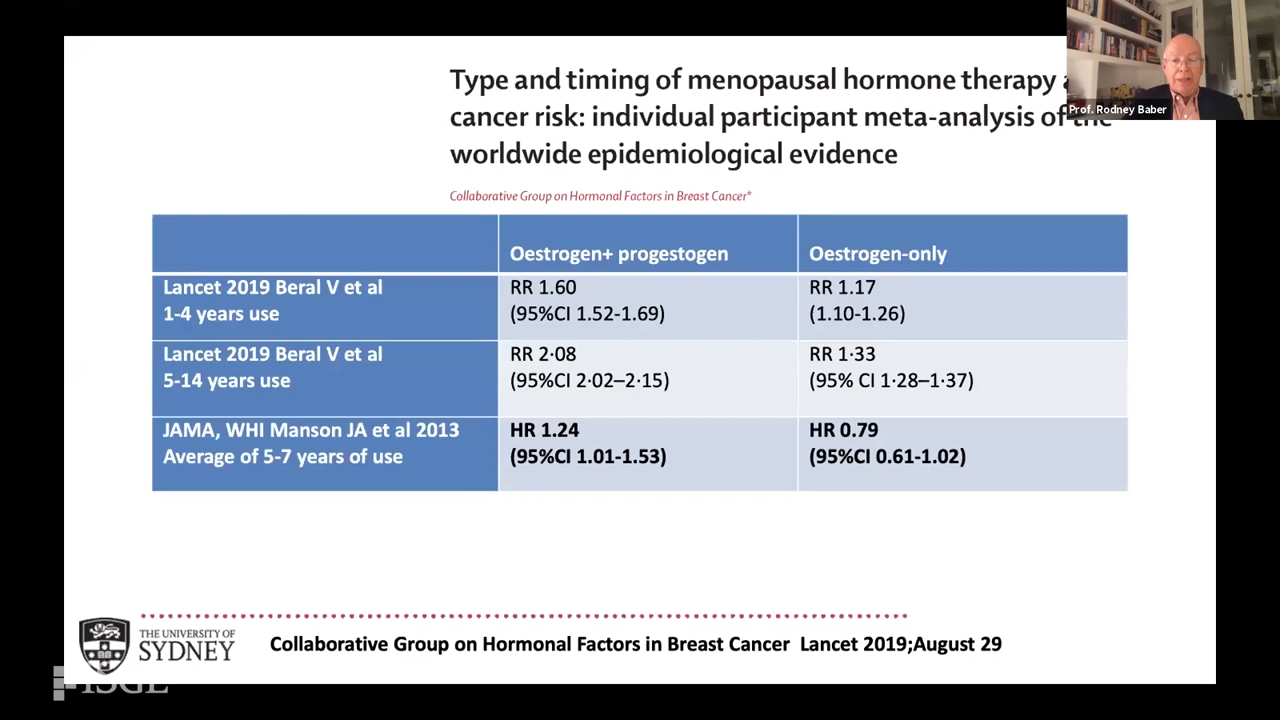 Type and timing of menopausal hormone therapy
Prof. Rodney Baber
cancer risk: individual participant meta-analysis of the
worldwide epidemiological evidence
Collaborative Group on Hormonal Factors in Breast Cancer*
Oestrogen+ progestogen
Oestrogen-only
Lancet 2019 Beral V et al
1-4 years use
RR 1.60
(95%CI 1.52-1.69)
RR 1.17
(1.10-1.26)
Lancet 2019 Beral V et al
5-14 years use
RR 2·08
(95%CI 2·02–2·15)
RR 1·33
(95% CI 1·28–1·37)
JAMA, WHI Manson JA et al 2013
Average of 5-7 years of use
HR 1.24
(95%CI 1.01-1.53)
HR 0.79
(95%CI 0.61-1.02)
THE UNIVERSITY OF
SYDNEY
Collaborative Group on Hormonal Factors in Breast Cancer Lancet 2019;August 29